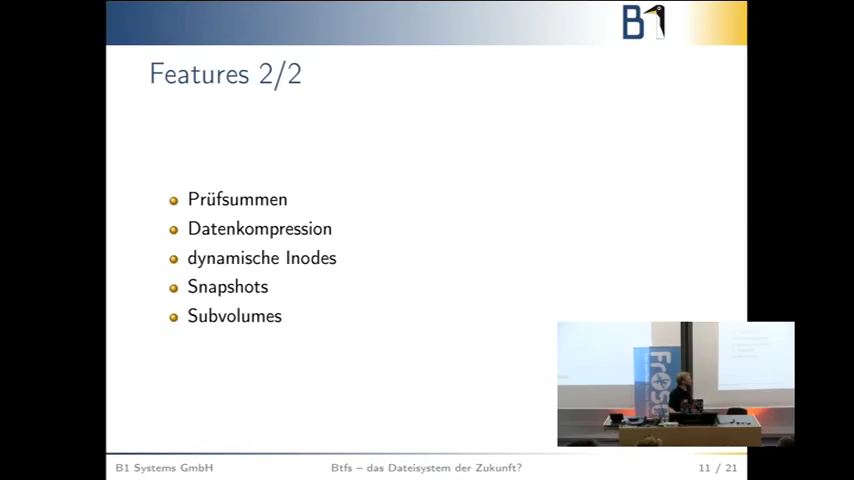 B1
Features 2/2
Prüfsummen
Datenkompression
dynamische Inodes
Snapshots
Subvolumes
B1 Systems GmbH
Btfs – das Dateisystem der Zukunft?
11 / 21